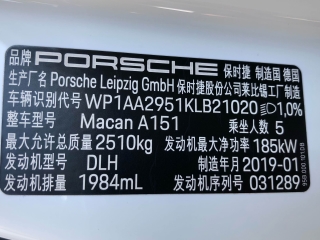 品牌 PORSCHE 保时捷 制造国 德国
生产厂名 Porsche Leipzig GmbH 保时捷股份公司莱比锡工厂制造
车辆识别代号 WP1AA2951KLB21020 1,0%
整车型号 Macan A151 乘坐人数 5
最大允许总质量 2510kg 发动机最大净功率 185kW
发动机型号 DLH 制造年月 2019-01
发动机排量 1984mL 发动机序列号 031289